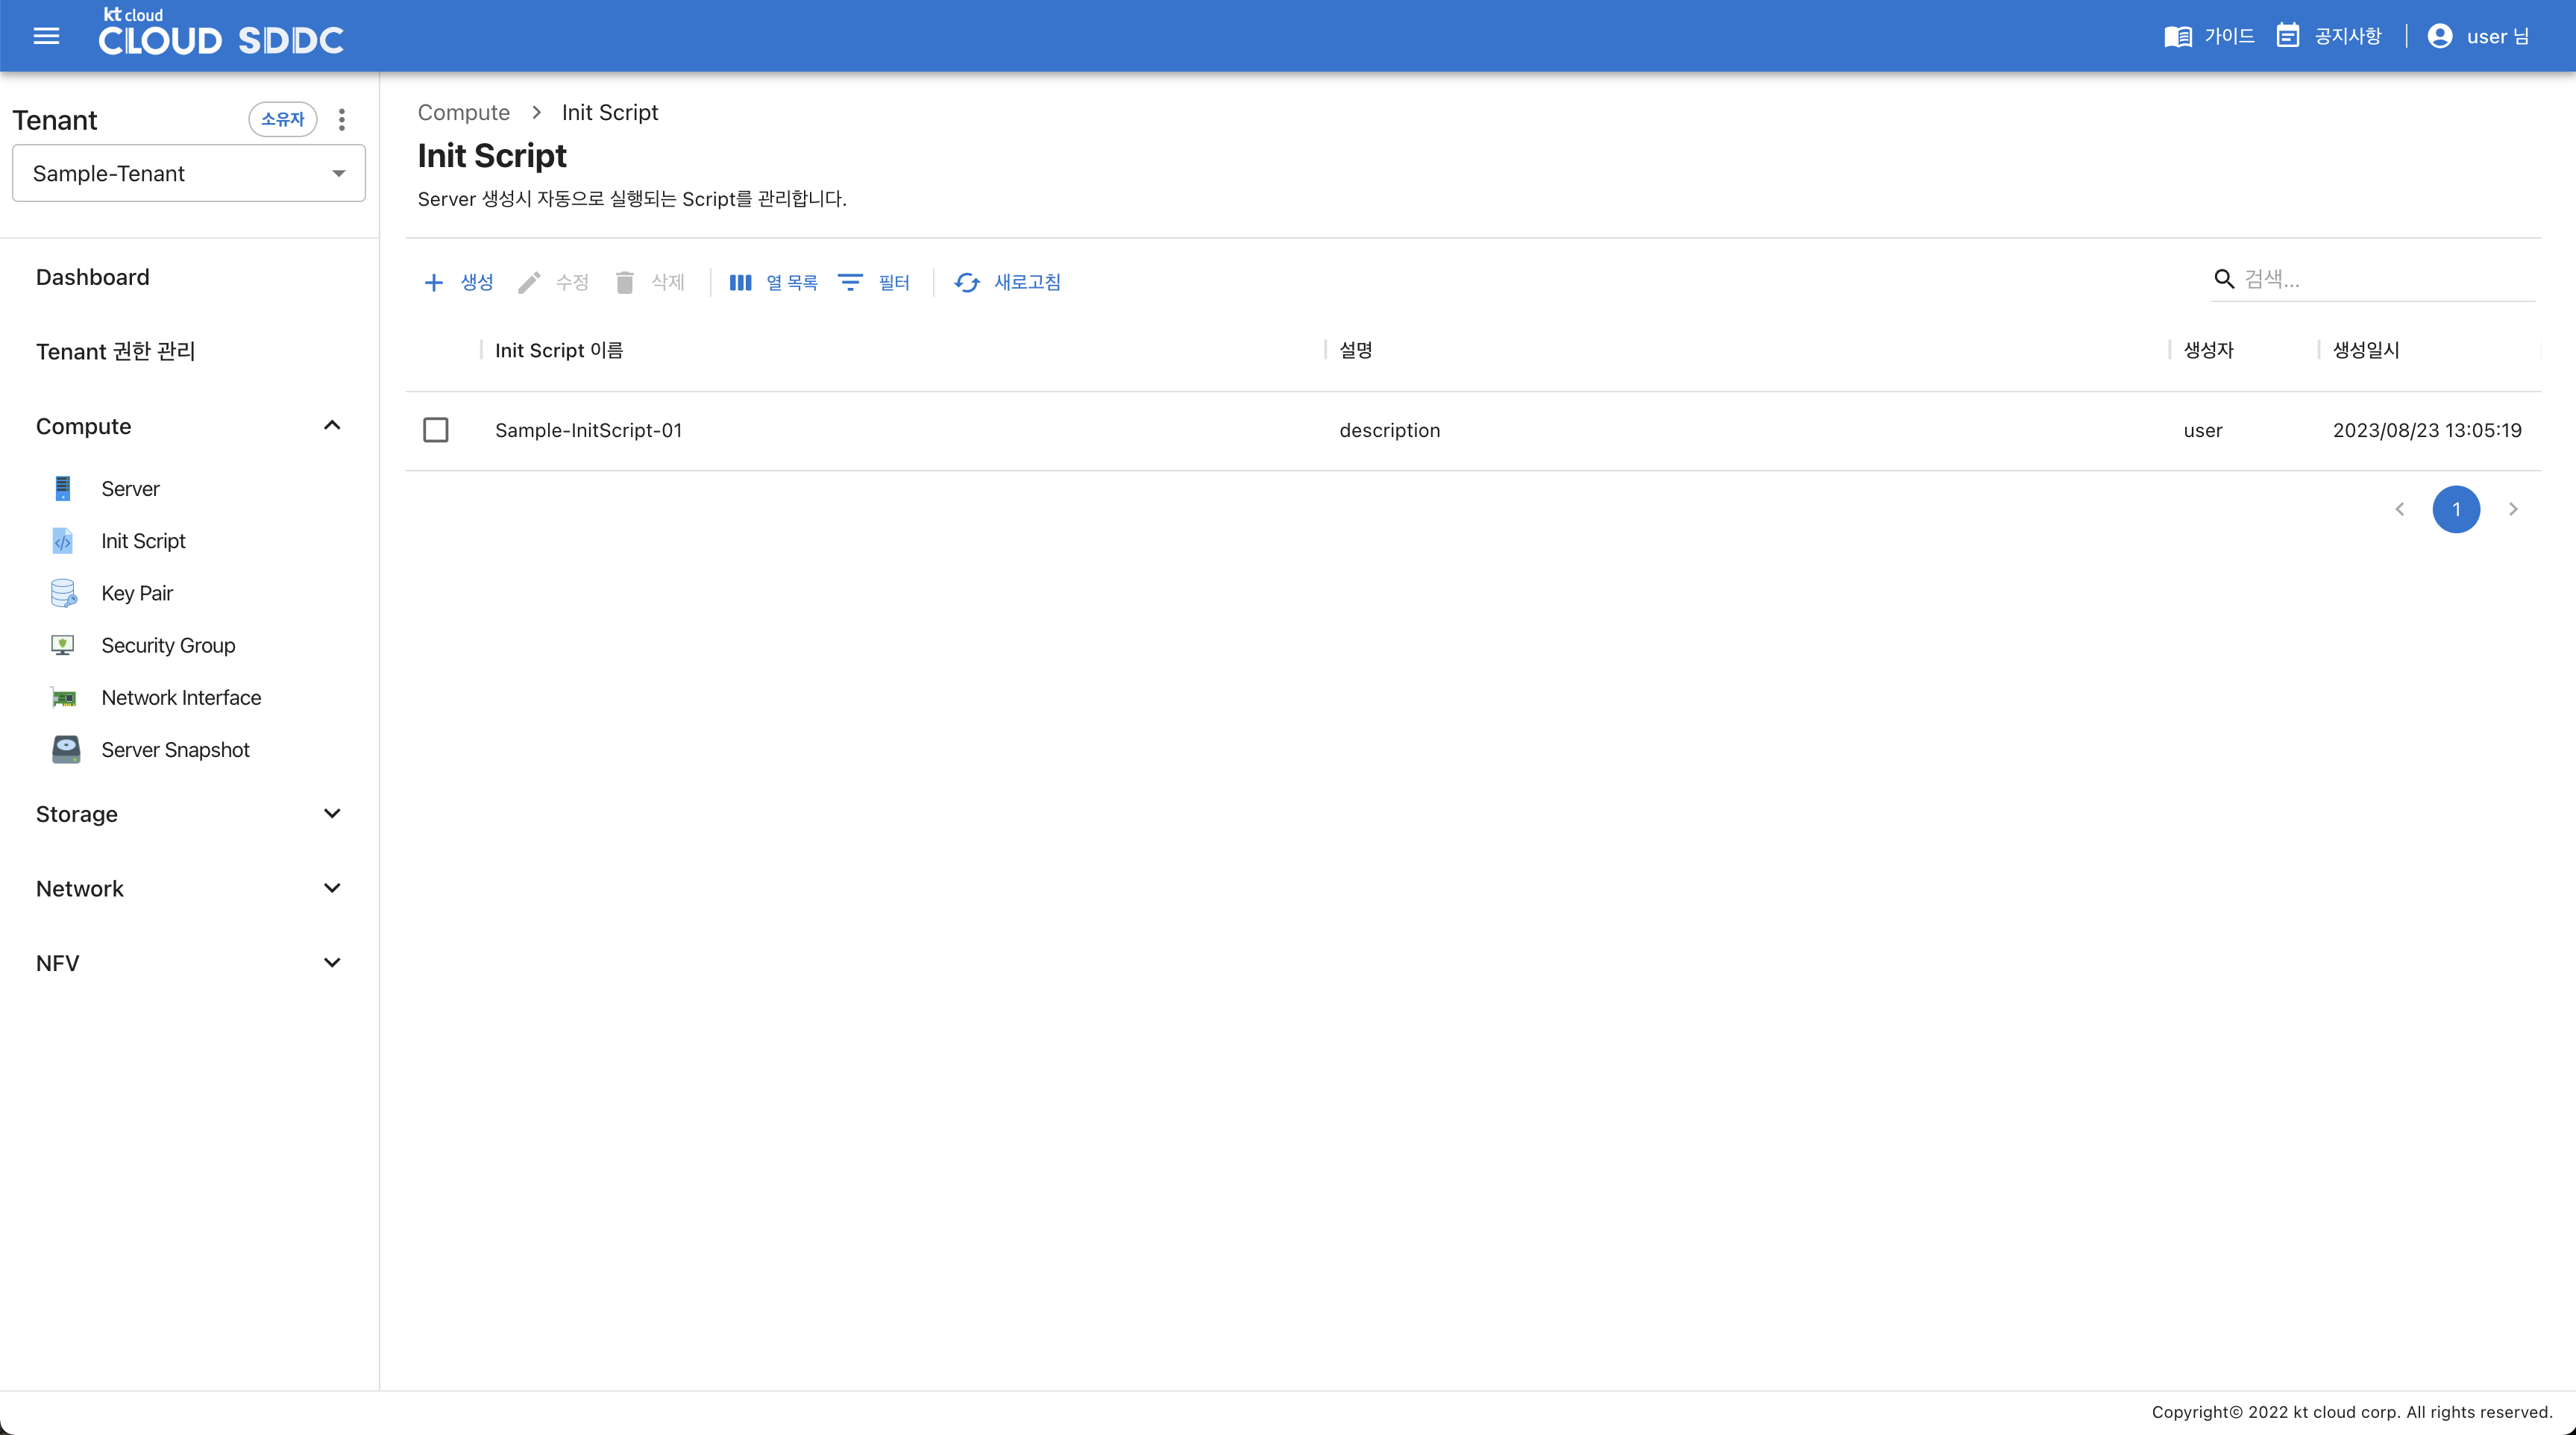 kt cloud
CLOUD SDDC
가이드
공지사항
user 님
Tenant
소유자
Sample-Tenant
Dashboard
Tenant 권한 관리
Compute
Server
Init Script
Key Pair
Security Group
Network Interface
Server Snapshot
Storage
Network
NFV
Compute > Init Script
Init Script
Server 생성시 자동으로 실행되는 Script를 관리합니다.
생성 수정 삭제 열 목록 필터 새로고침
검색...
Init Script 이름 설명 생성자 생성일시
Sample-InitScript-01 description user 2023/08/23 13:05:19
1
Copyright© 2022 kt cloud corp. All rights reserved.